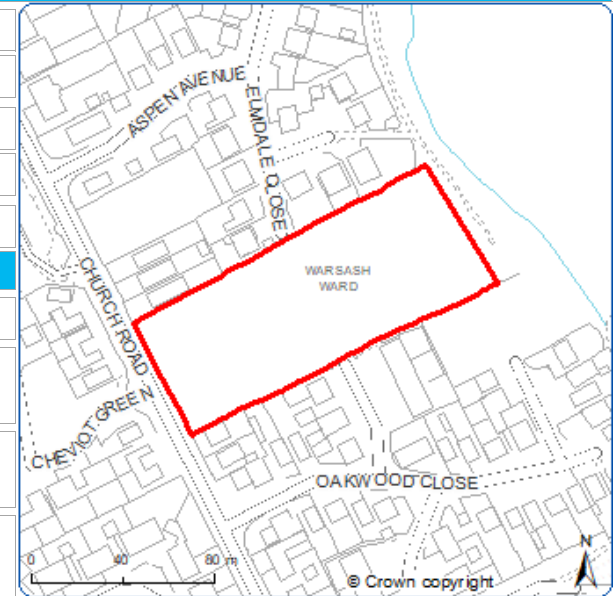 ASPEN AVENUE
ELMDALE CLOSE
WARSASH
WARD
CHURCH ROAD
CHEVIOT GREEN
OAKWOOD CLOSE
0 40 80 m
N
© Crown copyright